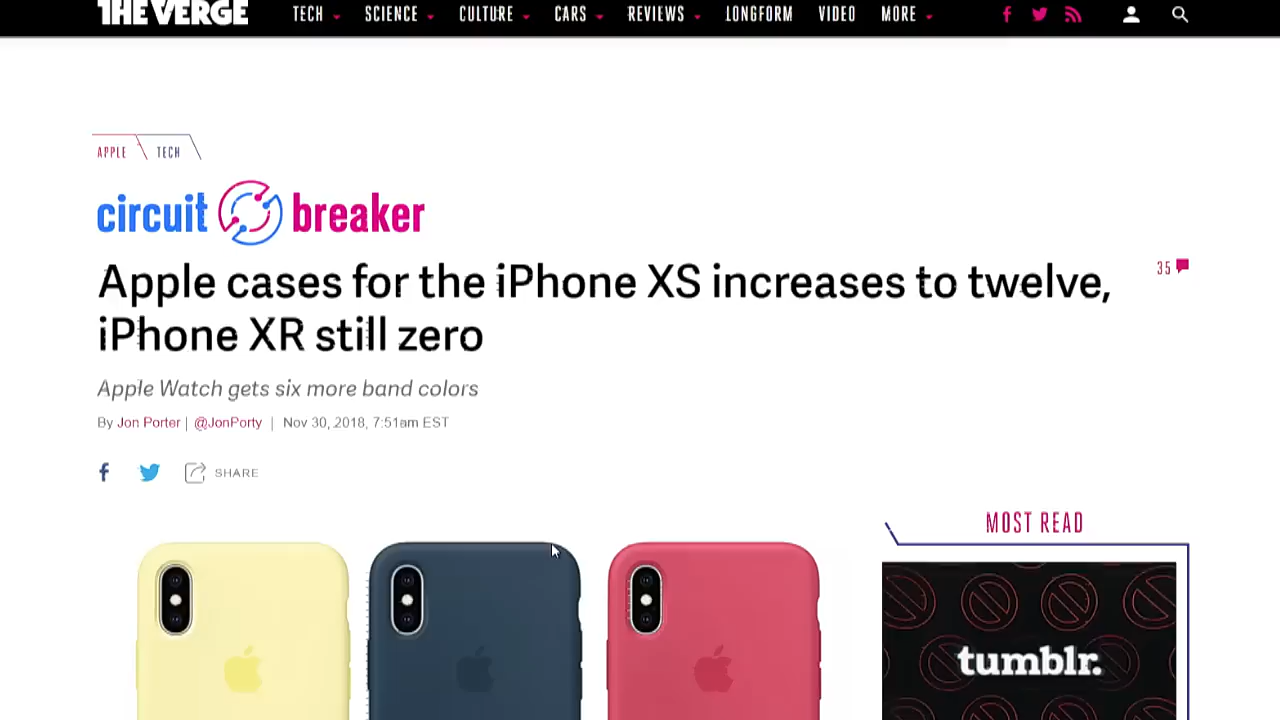 THE VERGE
TECH SCIENCE CULTURE CARS REVIEWS LONGFORM VIDEO MORE
APPLE TECH
circuit breaker
Apple cases for the iPhone XS increases to twelve,
iPhone XR still zero
35
Apple Watch gets six more band colors
By Jon Porter | @JonPorty | Nov 30, 2018, 7:51am EST
SHARE
MOST READ
tumblr.